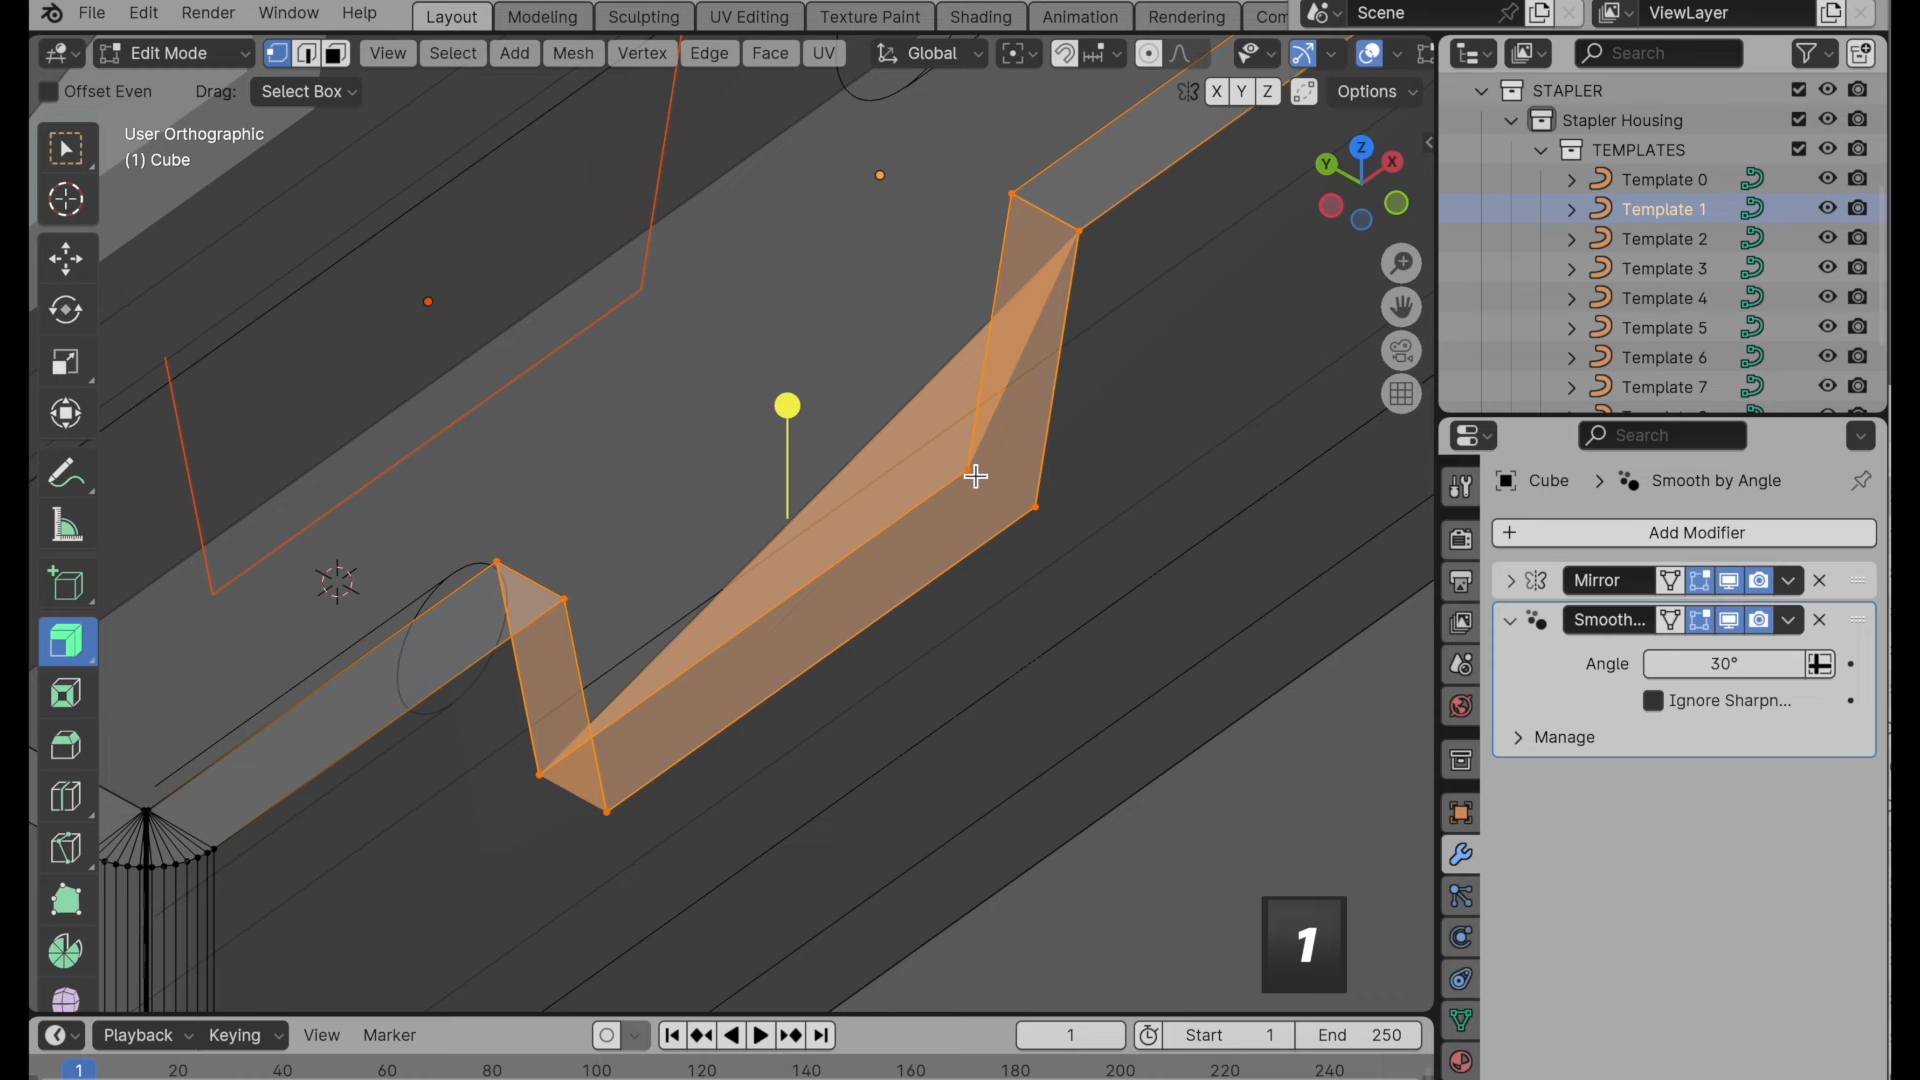 File Edit Render Window Help Layout Modeling Sculpting UV Editing Texture Paint Shading Animation Rendering Com Scene ViewLayer
Edit Mode View Select Add Mesh Vertex Edge Face UV Global Search
Offset Even Drag: Select Box X Y Z Options
User Orthographic
(1) Cube
Z
Y
X
STAPLER
Stapler Housing
TEMPLATES
Template 0
Template 1
Template 2
Template 3
Template 4
Template 5
Template 6
Template 7
Search
Cube > Smooth by Angle
+ Add Modifier
Mirror
Smooth...
Angle 30°
Ignore Sharpn...
Manage
1
Playback Keying View Marker 1 Start 1 End 250
1 20 40 60 80 100 120 140 160 180 200 220 240